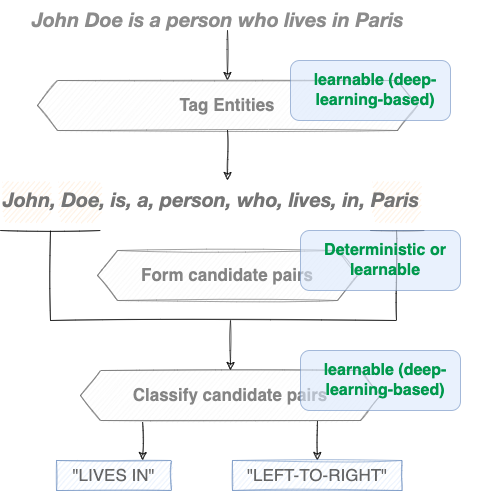 John Doe is a person who lives in Paris
learnable (deep-
learning-based)
Tag Entities
John, Doe, is, a, person, who, lives, in, Paris
Deterministic or
learnable
Form candidate pairs
learnable (deep-
learning-based)
Classify candidate pairs
"LIVES IN"
"LEFT-TO-RIGHT"